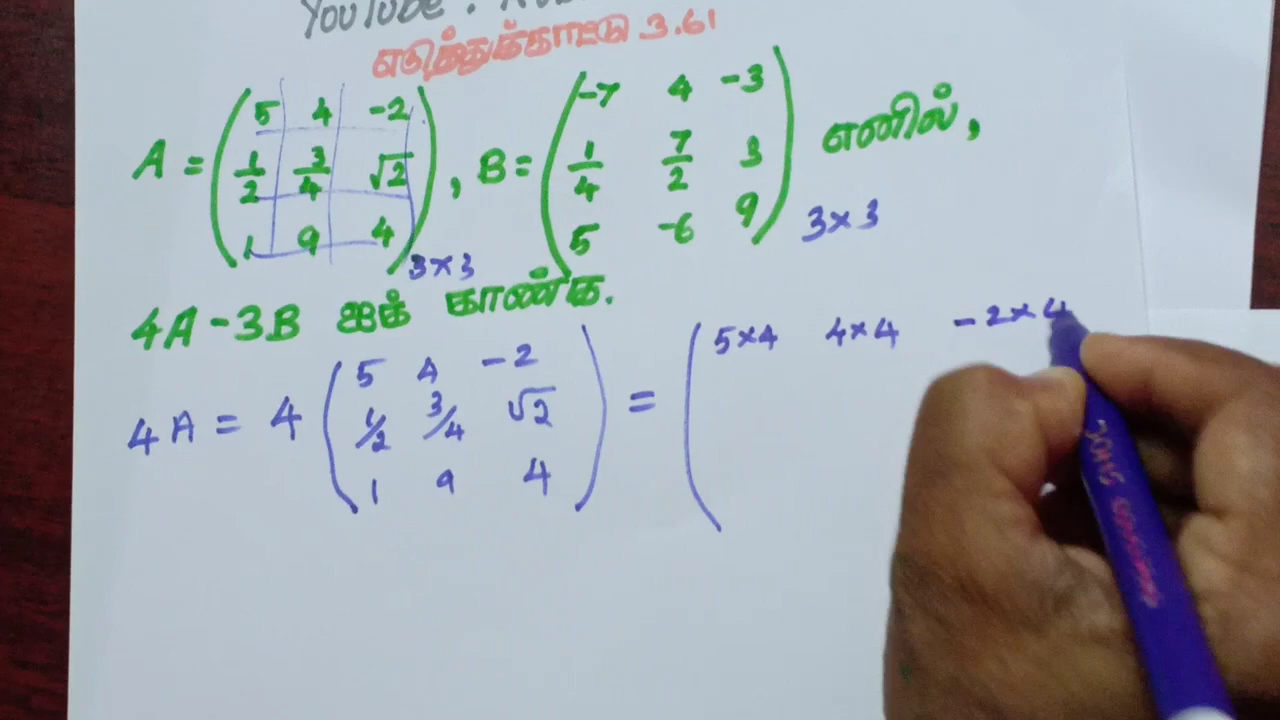 YouTube :
எடுத்துக்காட்டு 3.61
A = ( 5 4 -2 ) , B = ( -7 4 -3 ) எனில்,
1/2 3/4 √2 1/4 7/2 3
1 9 4 3×3 5 -6 9 3×3
4A - 3B ஐக் காண்க.
4A = 4 ( 5 4 -2 ) = ( 5×4 4×4 -2×4
1/2 3/4 √2
1 9 4